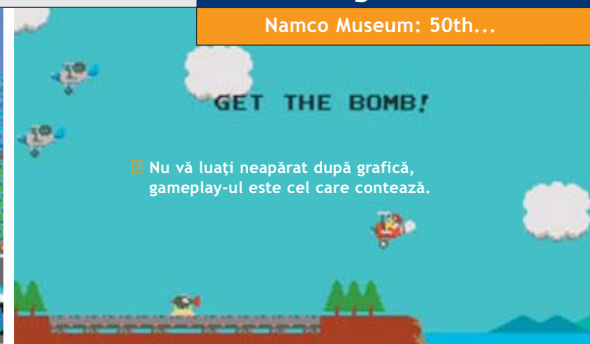 Namco Museum: 50th...
GET THE BOMB!
Nu vă luați neapărat după grafică,
gameplay-ul este cel care contează.